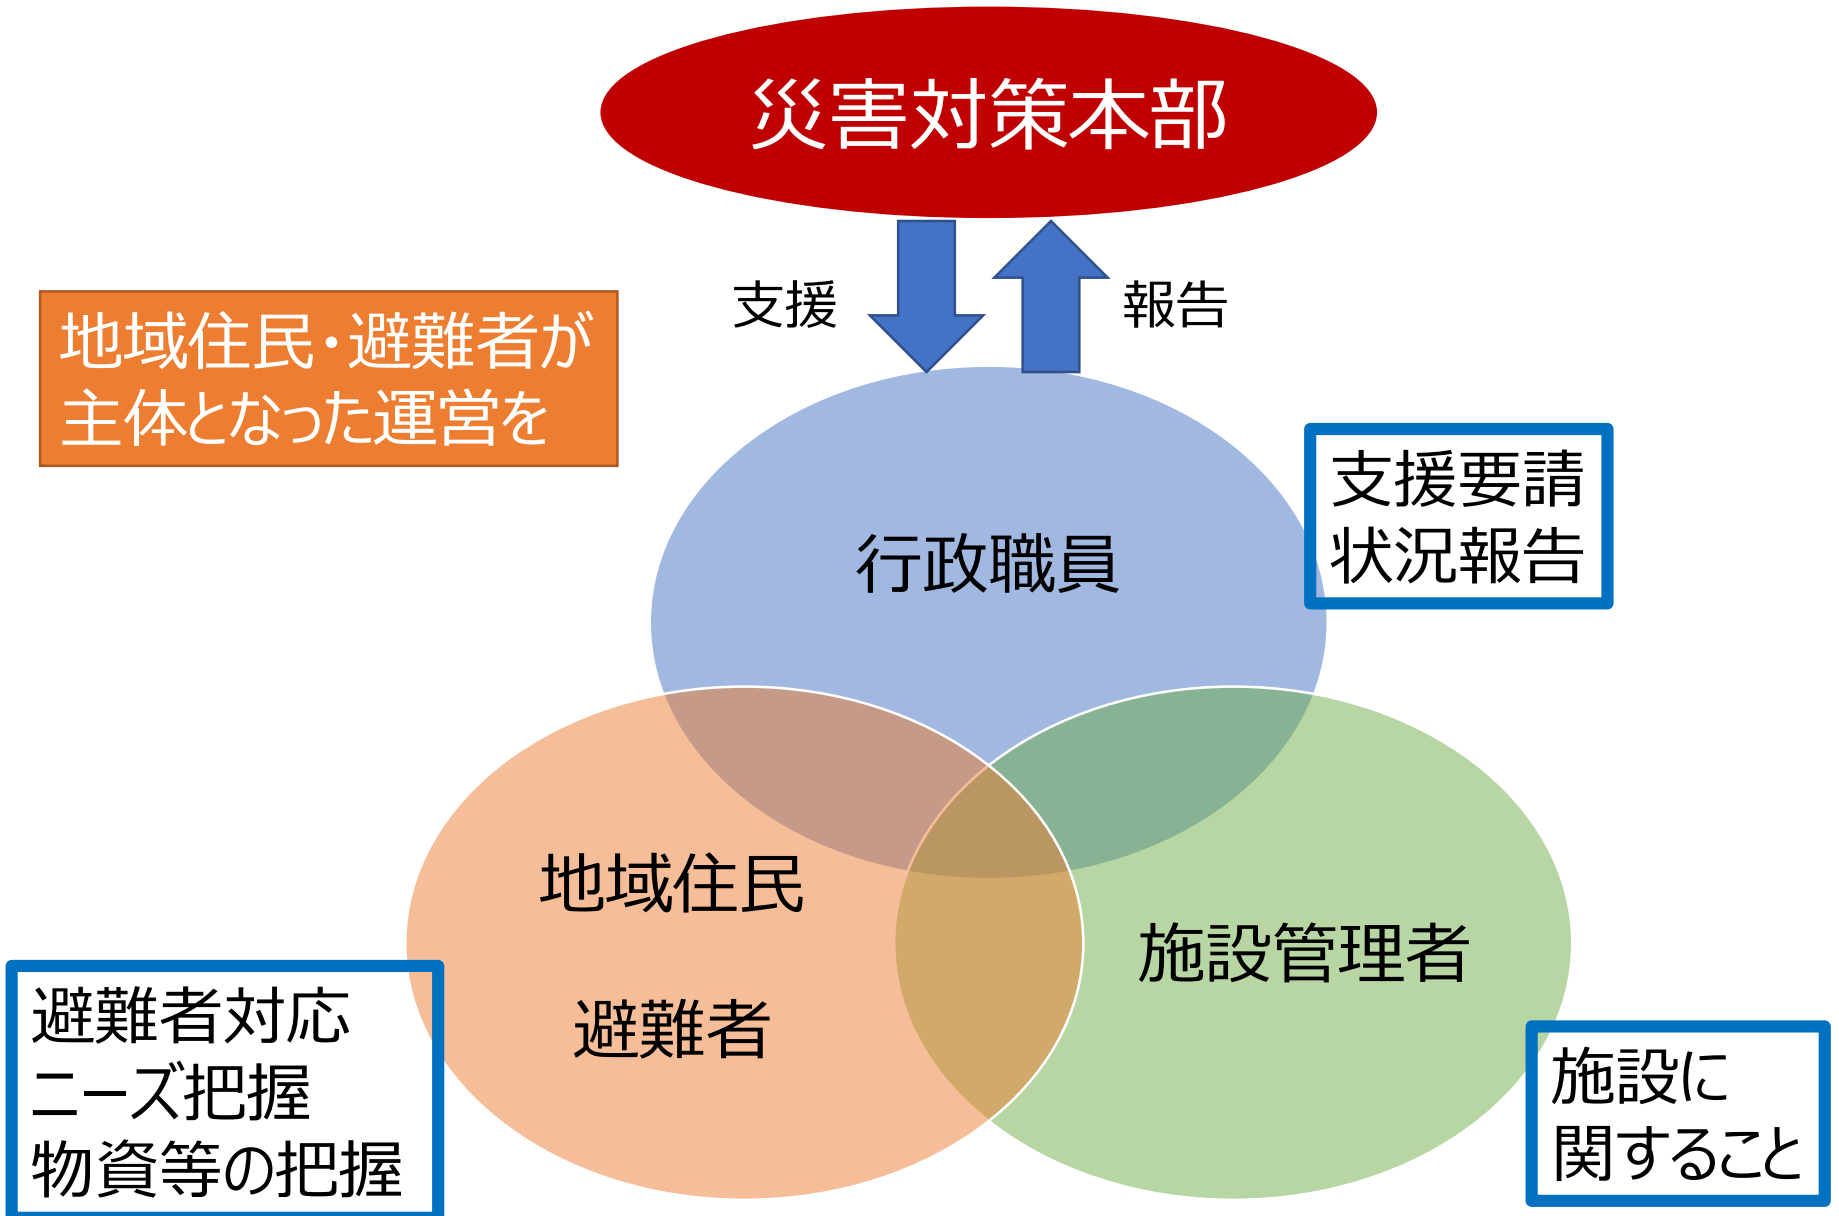 災害対策本部
支援
報告
地域住民・避難者が
主体となった運営を
行政職員
支援要請
状況報告
地域住民
避難者
施設管理者
避難者対応
ニーズ把握
物資等の把握
施設に
関すること